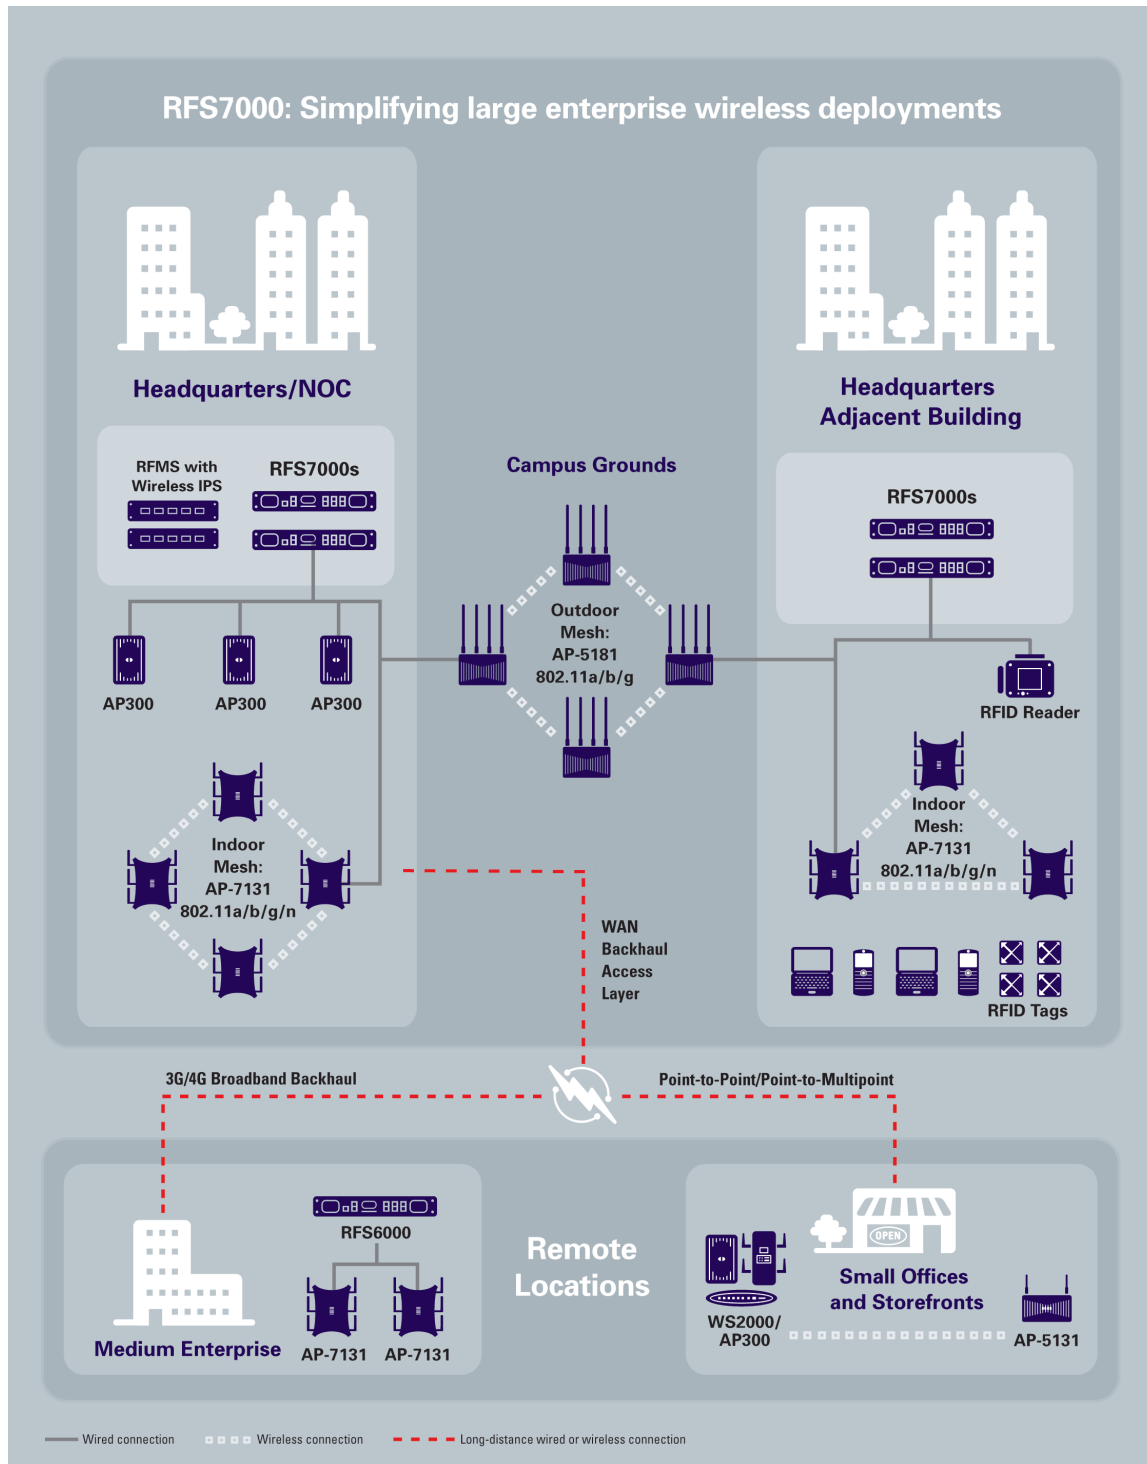 RFS7000: Simplifying large enterprise wireless deployments
Headquarters/NOC
RFMS with
Wireless IPS
RFS7000s
AP300
AP300
AP300
Indoor
Mesh:
AP-7131
802.11a/b/g/n
Campus Grounds
Outdoor
Mesh:
AP-5181
802.11a/b/g
Headquarters
Adjacent Building
RFS7000s
RFID Reader
Indoor
Mesh:
AP-7131
802.11a/b/g/n
RFID Tags
WAN
Backhaul
Access
Layer
3G/4G Broadband Backhaul
Point-to-Point/Point-to-Multipoint
RFS6000
AP-7131
AP-7131
Medium Enterprise
Remote
Locations
OPEN
Small Offices
and Storefronts
WS2000/
AP300
AP-5131
Wired connection
Wireless connection
Long-distance wired or wireless connection